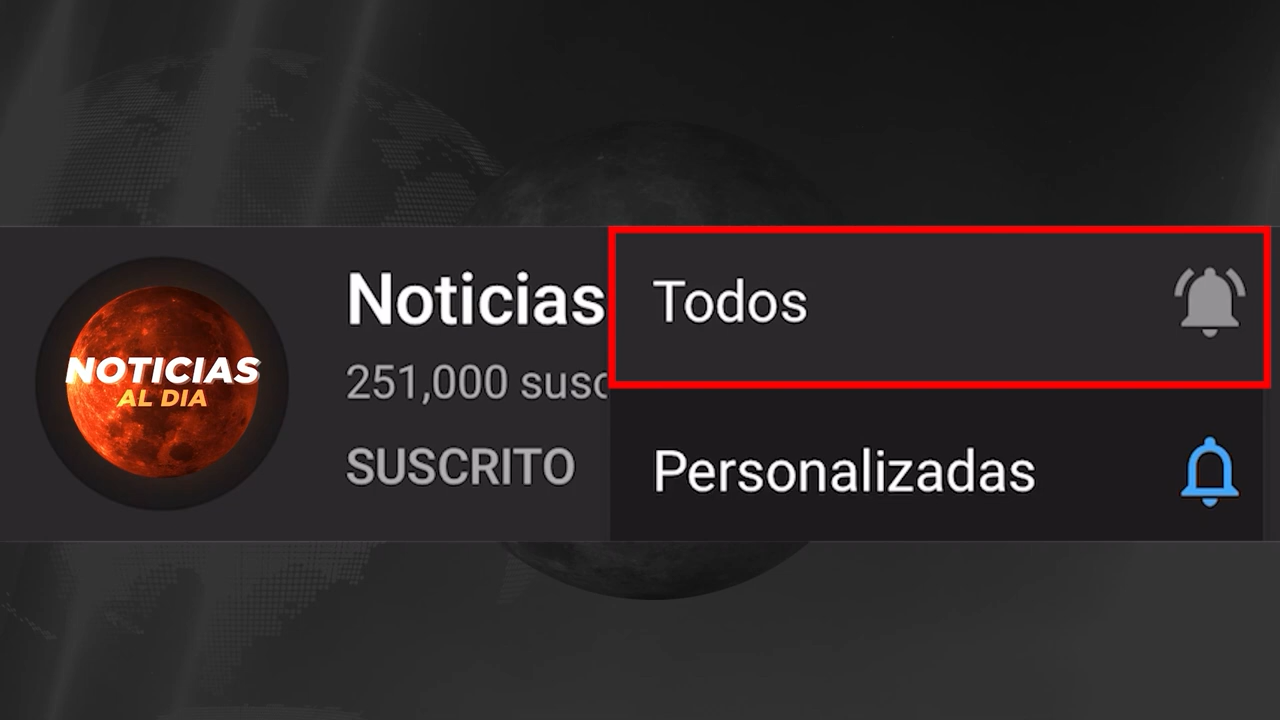 NOTICIAS
AL DIA
Noticias
251,000 susc
SUSCRITO
Todos
Personalizadas